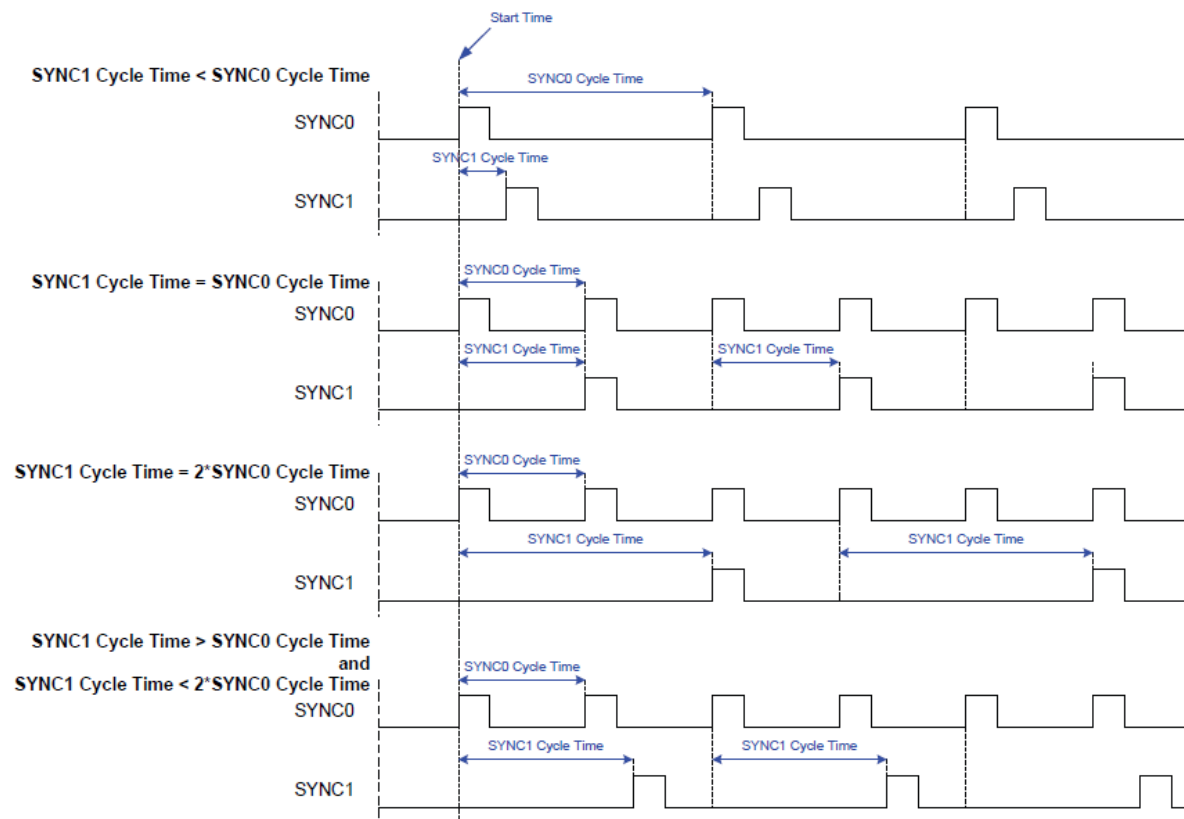 Start Time
SYNC1 Cycle Time < SYNC0 Cycle Time
SYNC0 Cycle Time
SYNC0
SYNC1 Cycle Time
SYNC1
SYNC0 Cycle Time
SYNC1 Cycle Time = SYNC0 Cycle Time
SYNC0
SYNC1 Cycle Time
SYNC1 Cycle Time
SYNC1
SYNC0 Cycle Time
SYNC1 Cycle Time = 2*SYNC0 Cycle Time
SYNC0
SYNC1 Cycle Time
SYNC1 Cycle Time
SYNC1
SYNC1 Cycle Time > SYNC0 Cycle Time
and
SYNC1 Cycle Time < 2*SYNC0 Cycle Time
SYNC0 Cycle Time
SYNC0
SYNC1 Cycle Time
SYNC1 Cycle Time
SYNC1